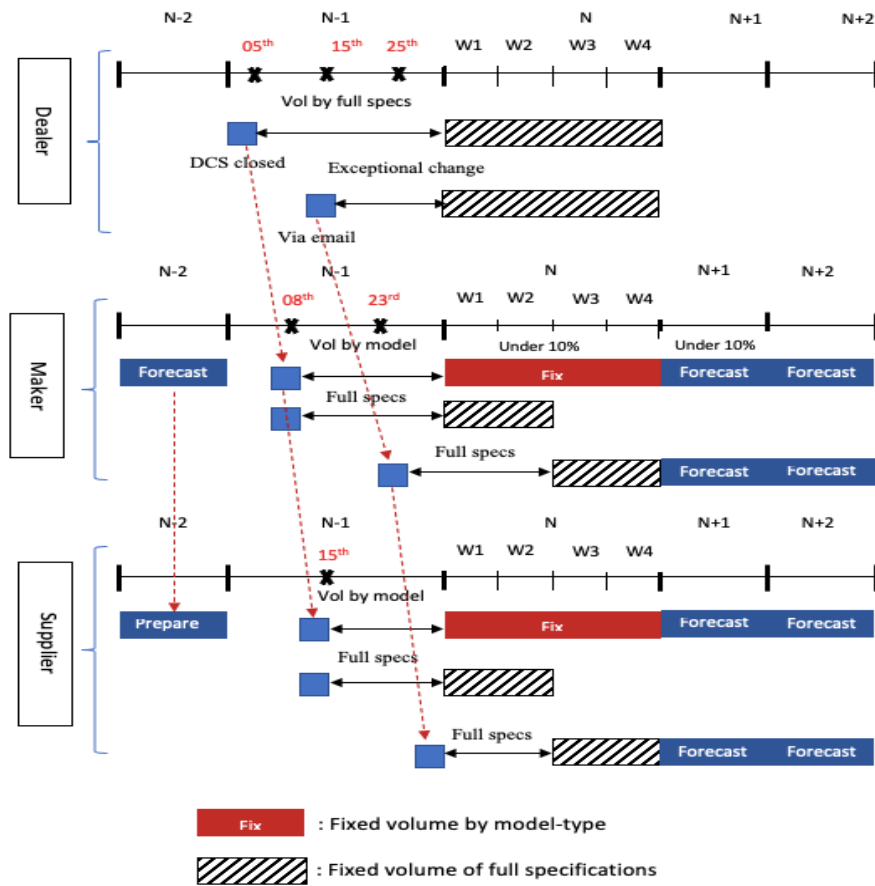 N-2 N-1 N N+1 N+2
05th 15th 25th W1 W2 W3 W4
Dealer
Vol by full specs
DCS closed
Exceptional change
Via email
N-2 N-1 N N+1 N+2
08th 23rd W1 W2 W3 W4
Maker
Vol by model Under 10% Under 10%
Forecast Fix Forecast Forecast
Full specs
Full specs
Forecast Forecast
N-2 N-1 N N+1 N+2
15th W1 W2 W3 W4
Supplier
Vol by model
Prepare Fix Forecast Forecast
Full specs
Full specs
Forecast Forecast
Fix : Fixed volume by model-type
: Fixed volume of full specifications